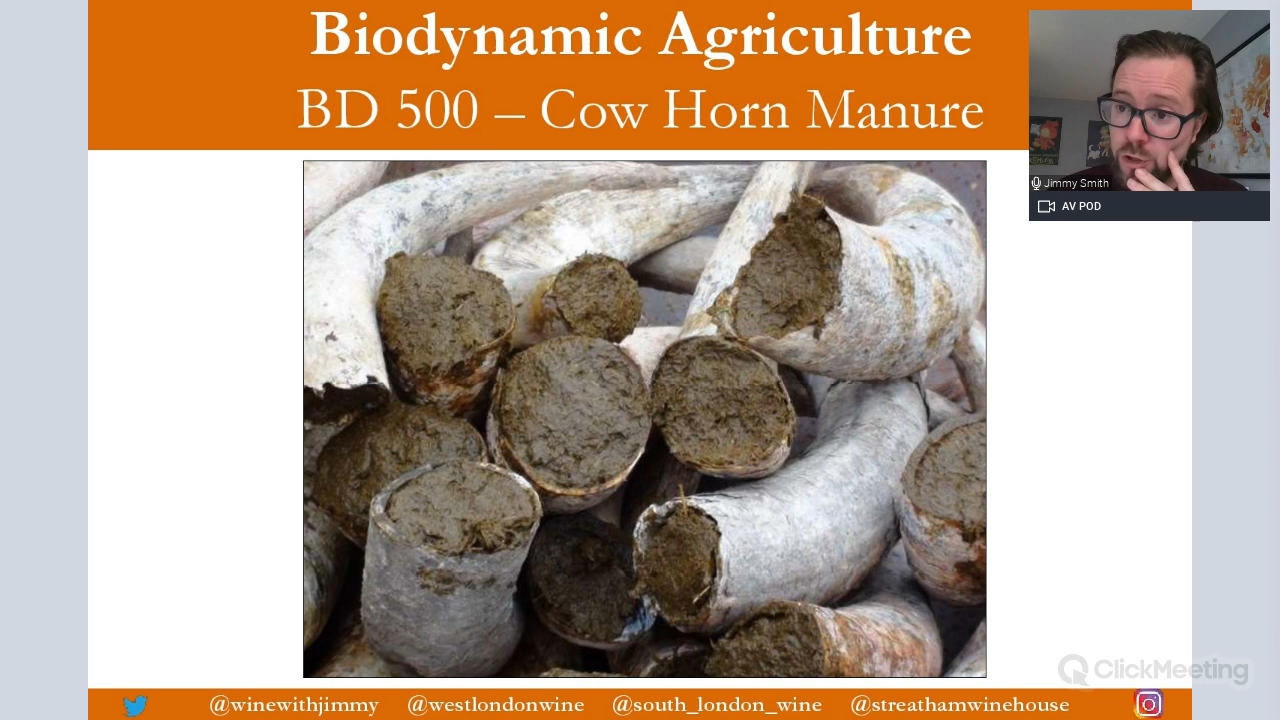 Biodynamic Agriculture
BD 500 – Cow Horn Manure
Jimmy Smith
AV POD
ClickMeeting
@winewithjimmy @westlondonwine @south_london_wine @streathamwinehouse